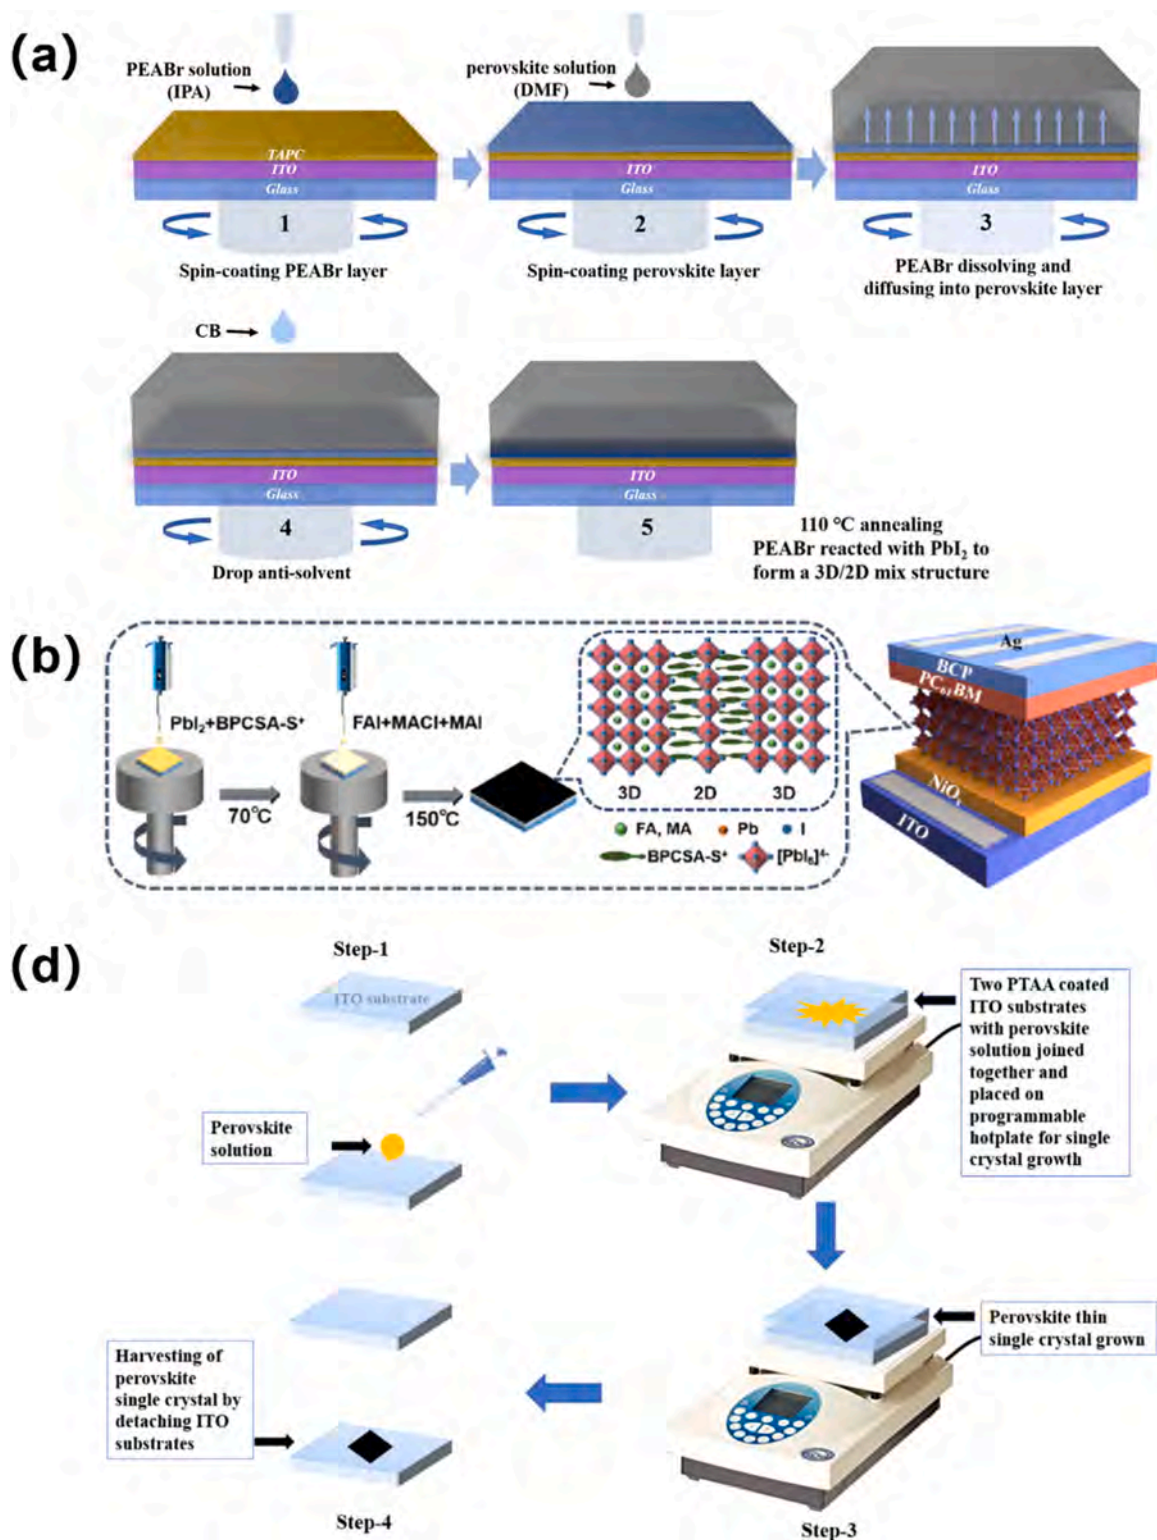 (a)
PEABr solution
(IPA)
TAPC
ITO
Glass
1
Spin-coating PEABr layer
perovskite solution
(DMF)
ITO
Glass
2
Spin-coating perovskite layer
ITO
Glass
3
PEABr dissolving and
diffusing into perovskite layer
CB
ITO
Glass
4
Drop anti-solvent
ITO
Glass
5
110 °C annealing
PEABr reacted with PbI₂ to
form a 3D/2D mix structure
(b)
PbI₂+BPCSA-S⁺
70℃
FAI+MACl+MAI
150℃
3D 2D 3D
FA, MA Pb I
BPCSA-S⁺ [PbI₆]⁴⁻
Ag
BCP
PC₆₁BM
NiOₓ
ITO
(d)
Step-1
ITO substrate
Perovskite
solution
Step-2
Two PTAA coated
ITO substrates
with perovskite
solution joined
together and
placed on
programmable
hotplate for single
crystal growth
Perovskite thin
single crystal grown
Step-3
Harvesting of
perovskite
single crystal by
detaching ITO
substrates
Step-4